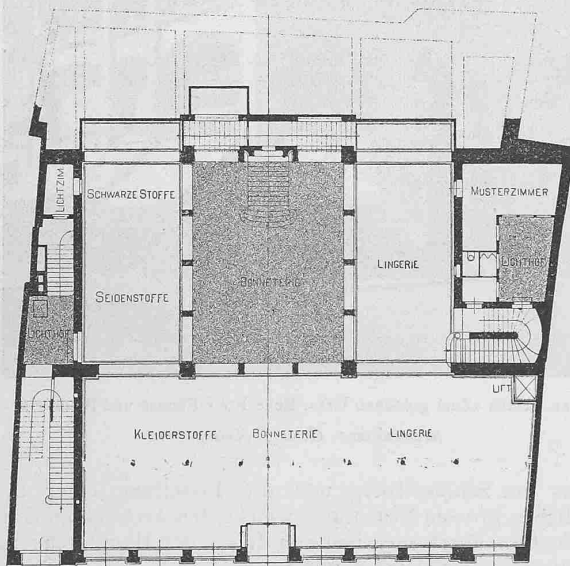 SCHWARZE STOFFE
LICHTZIM.
MUSTERZIMMER
SEIDENSTOFFE
BONNETERIE
LINGERIE
LICHTHOF
LICHTHOF
LIFT
KLEIDERSTOFFE
BONNETERIE
LINGERIE